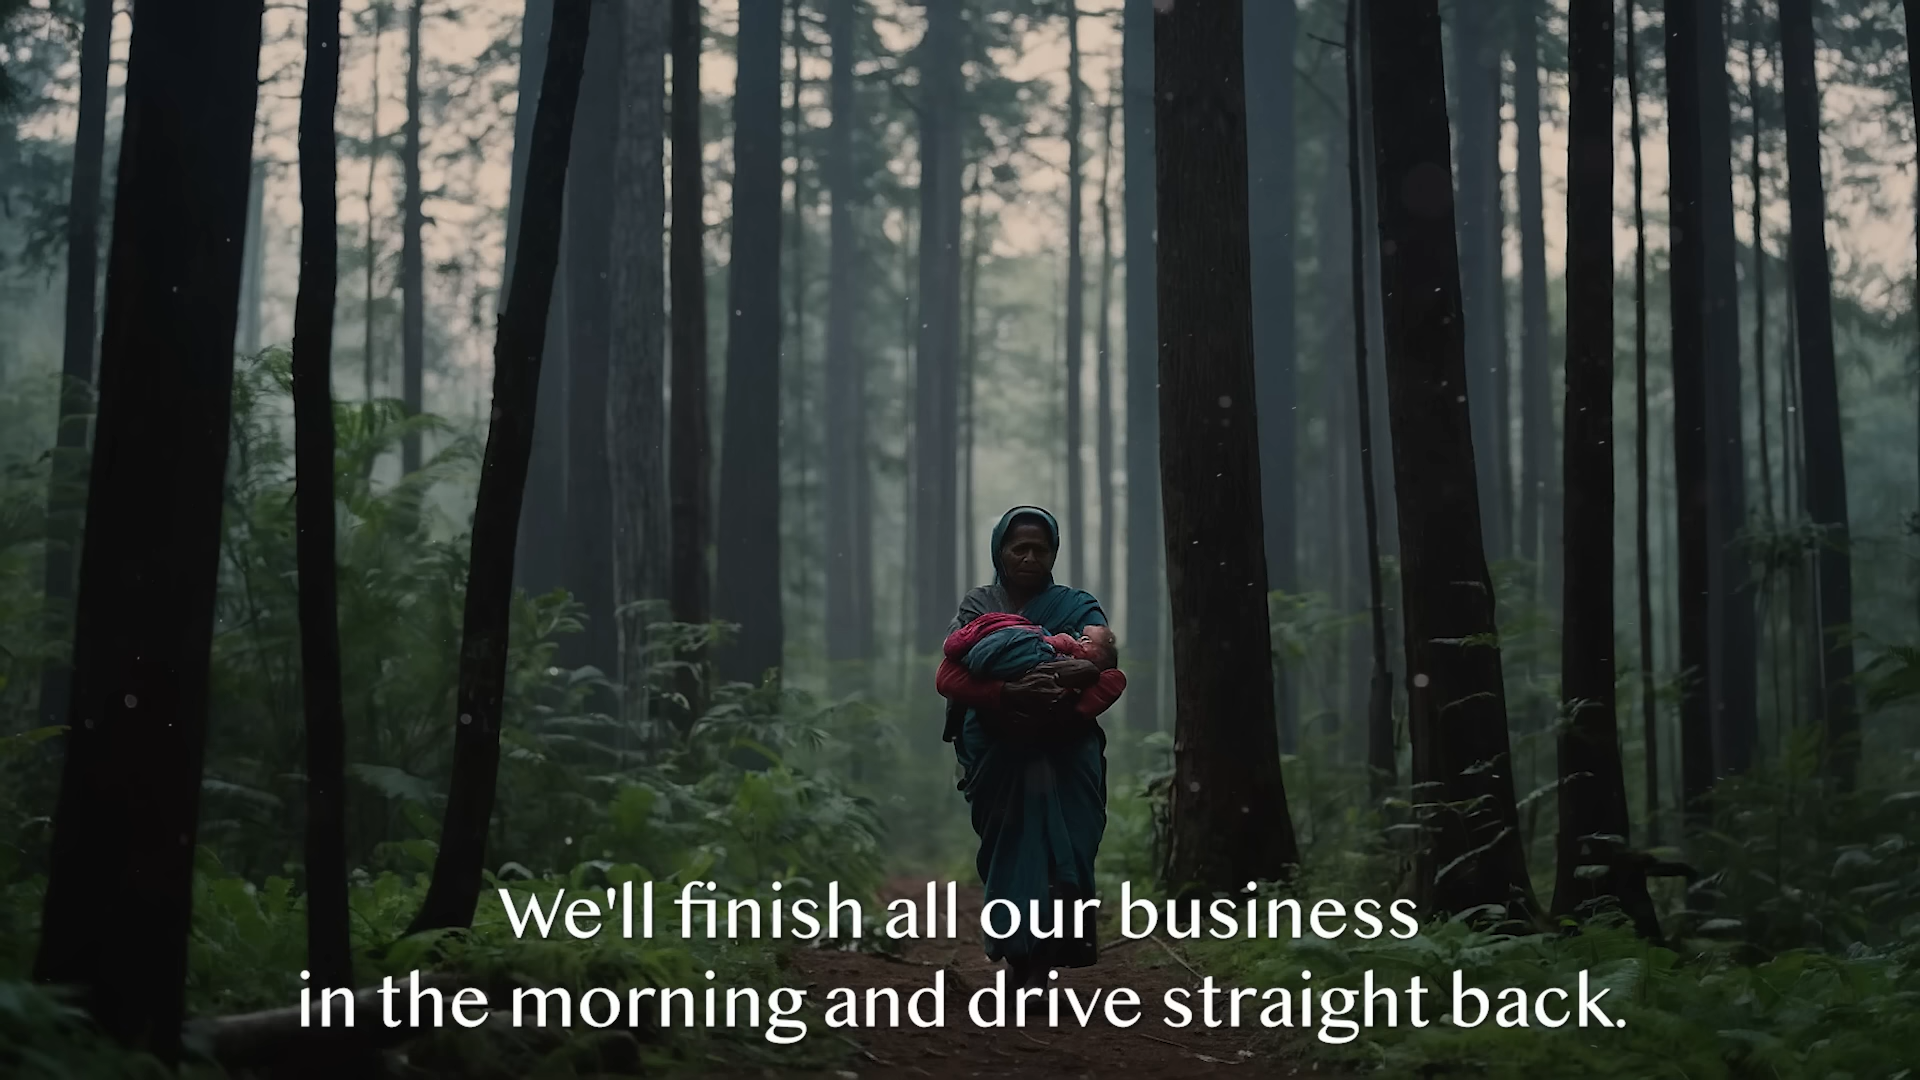 We'll finish all our business
in the morning and drive straight back.